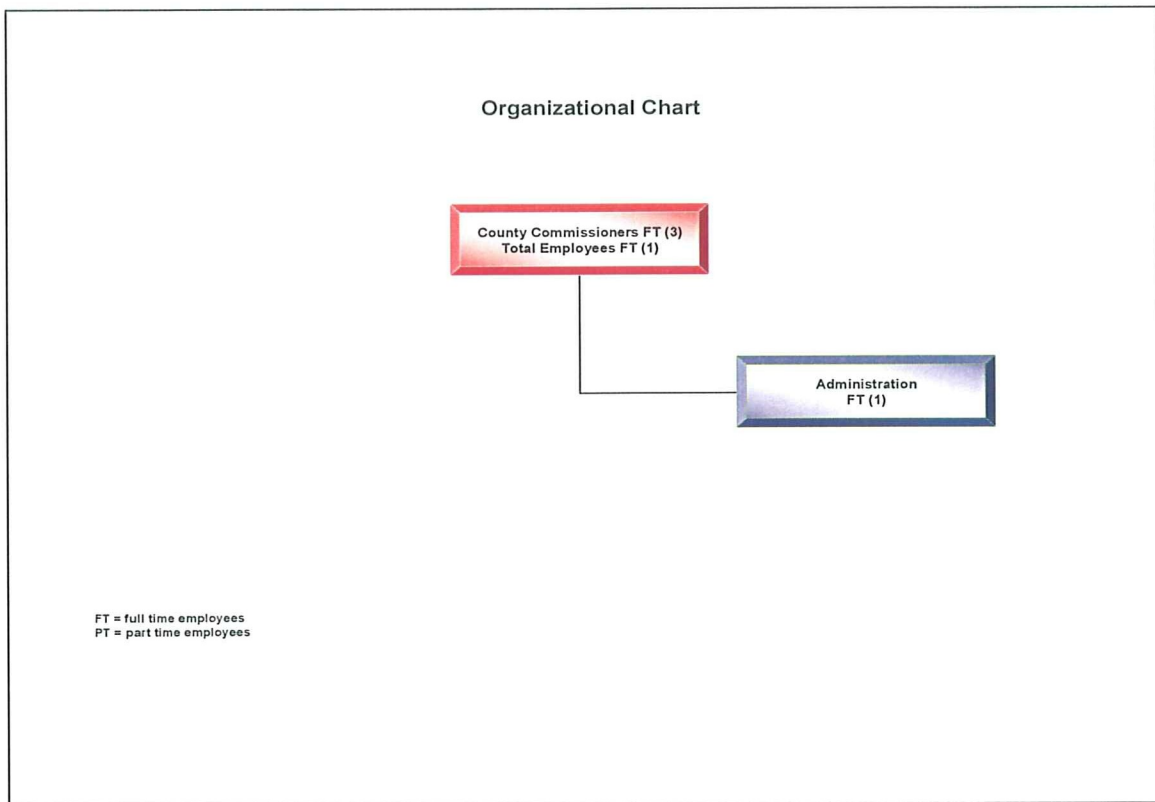 Organizational Chart
County Commissioners FT (3)
Total Employees FT (1)
Administration
FT (1)
FT = full time employees
PT = part time employees